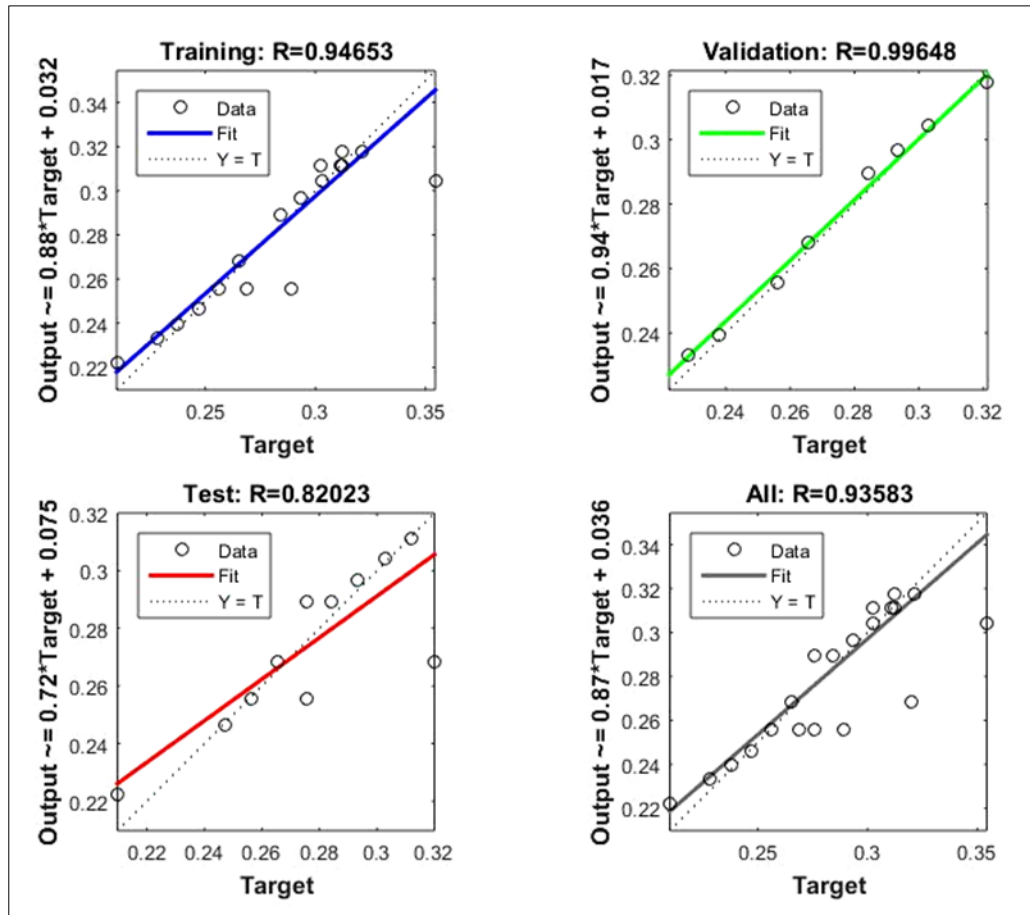 Training: R=0.94653
Output ~= 0.88*Target + 0.032
0.34
0.32
0.3
0.28
0.26
0.24
0.22
Data
Fit
Y = T
0.25
0.3
0.35
Target
Validation: R=0.99648
Output ~= 0.94*Target + 0.017
0.32
0.3
0.28
0.26
0.24
Data
Fit
Y = T
0.24
0.26
0.28
0.3
0.32
Target
Test: R=0.82023
Output ~= 0.72*Target + 0.075
0.32
0.3
0.28
0.26
0.24
0.22
Data
Fit
Y = T
0.22
0.24
0.26
0.28
0.3
0.32
Target
All: R=0.93583
Output ~= 0.87*Target + 0.036
0.34
0.32
0.3
0.28
0.26
0.24
0.22
Data
Fit
Y = T
0.25
0.3
0.35
Target